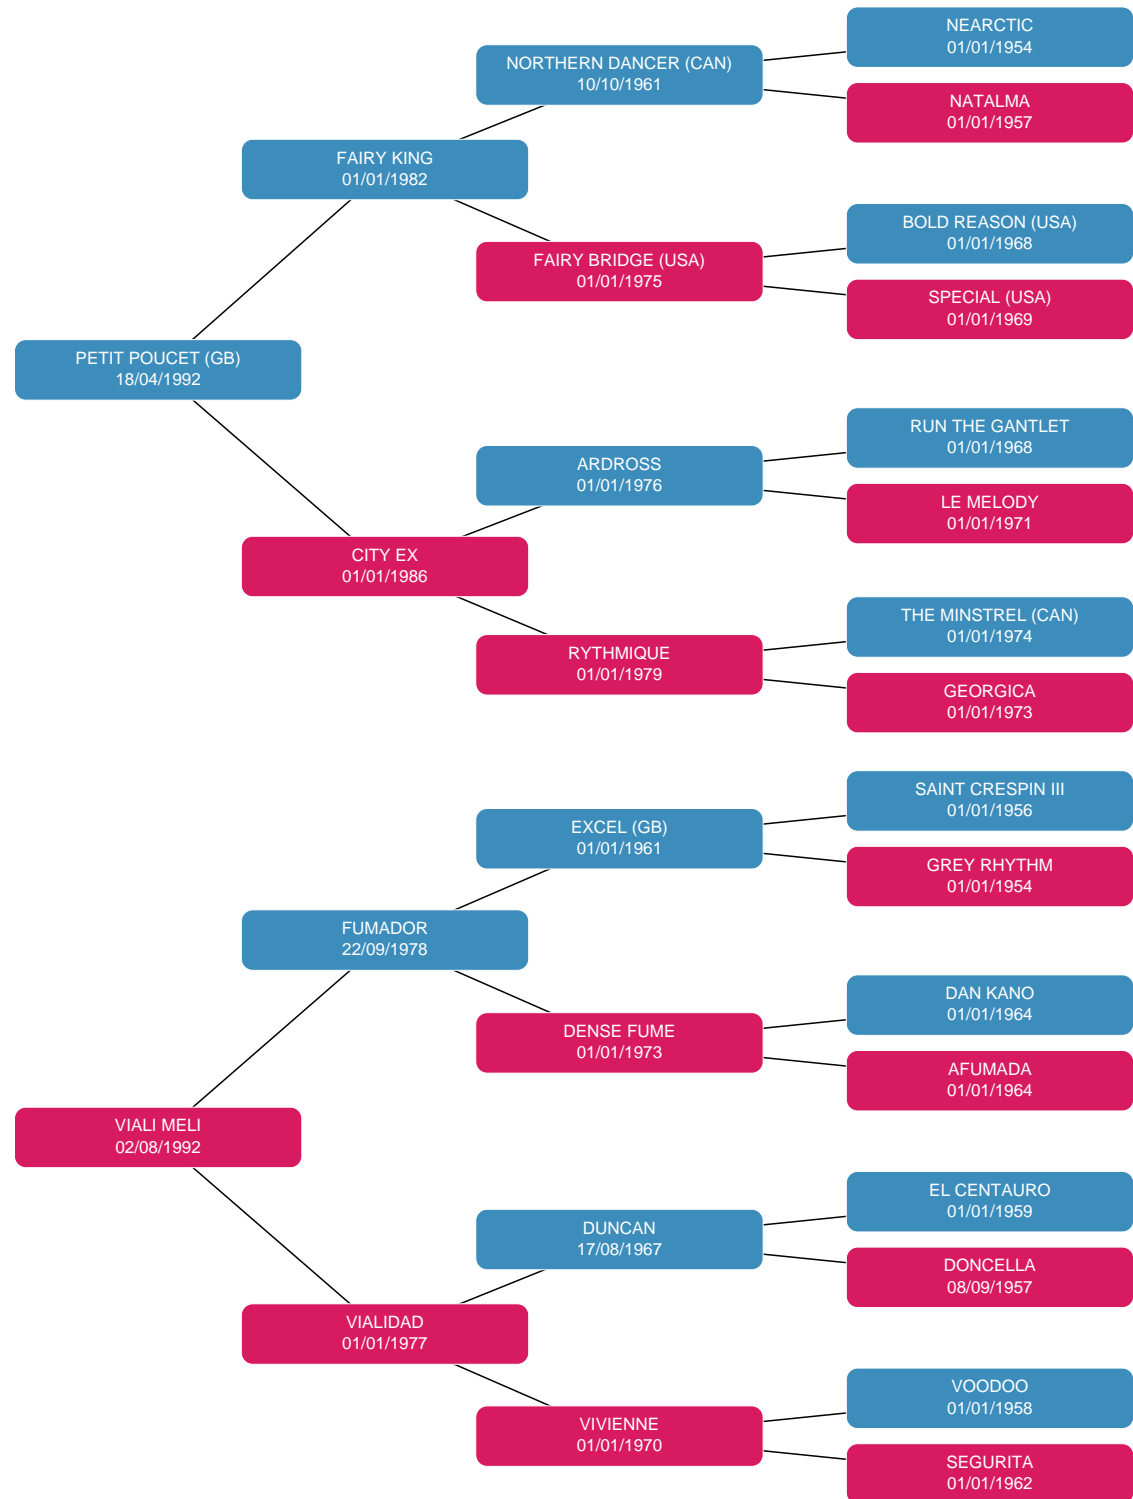 NEARCTIC
01/01/1954
NORTHERN DANCER (CAN)
10/10/1961
NATALMA
01/01/1957
FAIRY KING
01/01/1982
BOLD REASON (USA)
01/01/1968
FAIRY BRIDGE (USA)
01/01/1975
SPECIAL (USA)
01/01/1969
PETIT POUCET (GB)
18/04/1992
RUN THE GANTLET
01/01/1968
ARDROSS
01/01/1976
LE MELODY
01/01/1971
CITY EX
01/01/1986
THE MINSTREL (CAN)
01/01/1974
RYTHMIQUE
01/01/1979
GEORGICA
01/01/1973
SAINT CRESPIN III
01/01/1956
EXCEL (GB)
01/01/1961
GREY RHYTHM
01/01/1954
FUMADOR
22/09/1978
DAN KANO
01/01/1964
DENSE FUME
01/01/1973
AFUMADA
01/01/1964
VIALI MELI
02/08/1992
EL CENTAURO
01/01/1959
DUNCAN
17/08/1967
DONCELLA
08/09/1957
VIALIDAD
01/01/1977
VOODOO
01/01/1958
VIVIENNE
01/01/1970
SEGURITA
01/01/1962